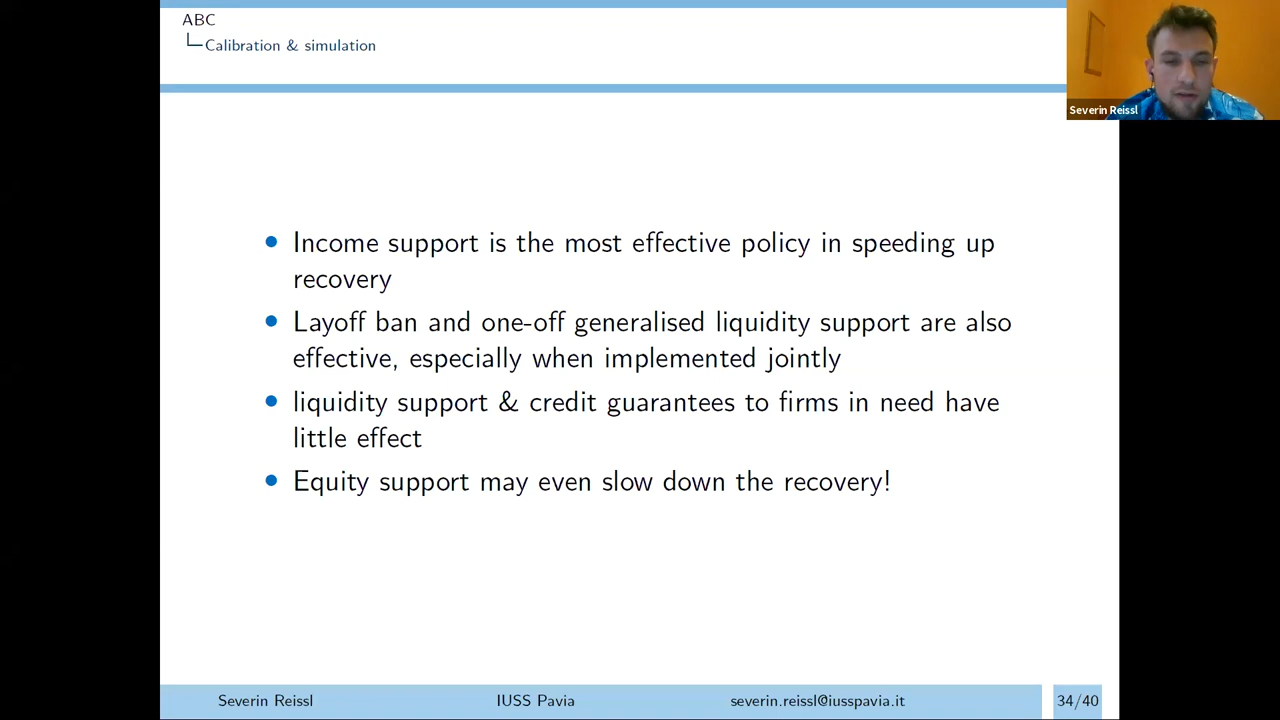 ABC
Calibration & simulation
Severin Reissl
• Income support is the most effective policy in speeding up
recovery
• Layoff ban and one-off generalised liquidity support are also
effective, especially when implemented jointly
• liquidity support & credit guarantees to firms in need have
little effect
• Equity support may even slow down the recovery!
Severin Reissl IUSS Pavia severin.reissl@iusspavia.it 34/40